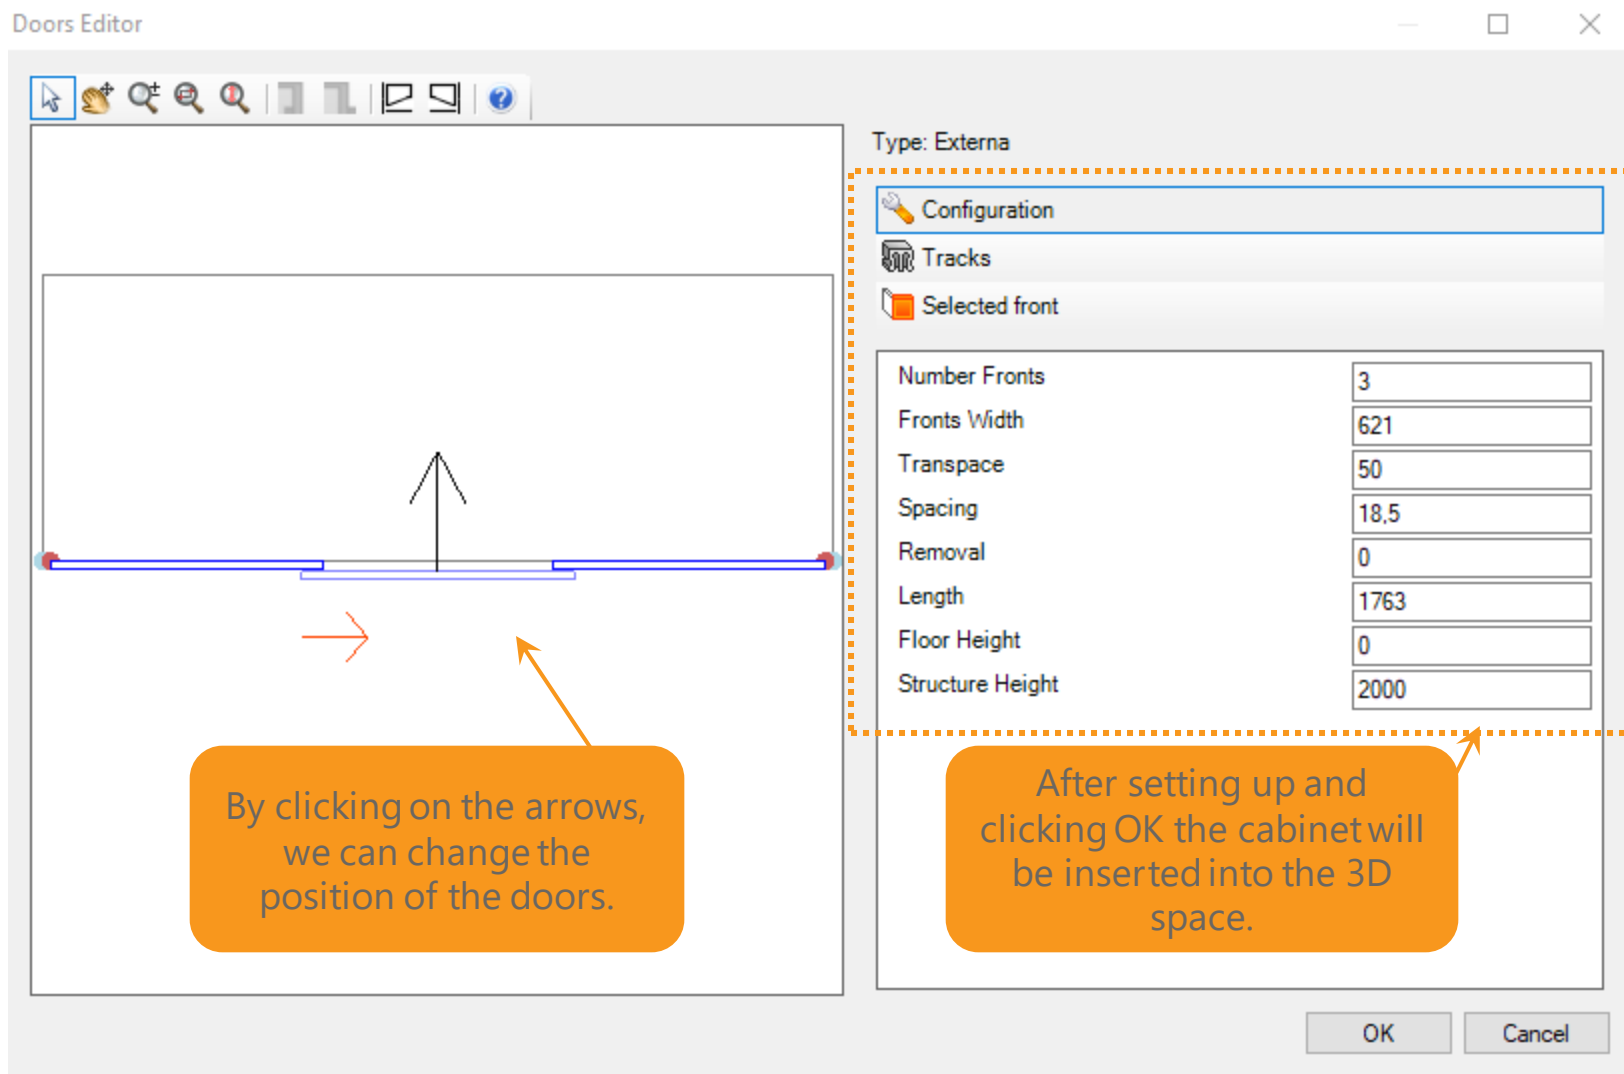 Doors Editor
Type: Externa
Configuration
Tracks
Selected front
Number Fronts
3
Fronts Width
621
Transpace
50
Spacing
18,5
Removal
0
Length
1763
Floor Height
0
Structure Height
2000
By clicking on the arrows,
we can change the
position of the doors.
After setting up and
clicking OK the cabinet will
be inserted into the 3D
space.
OK
Cancel